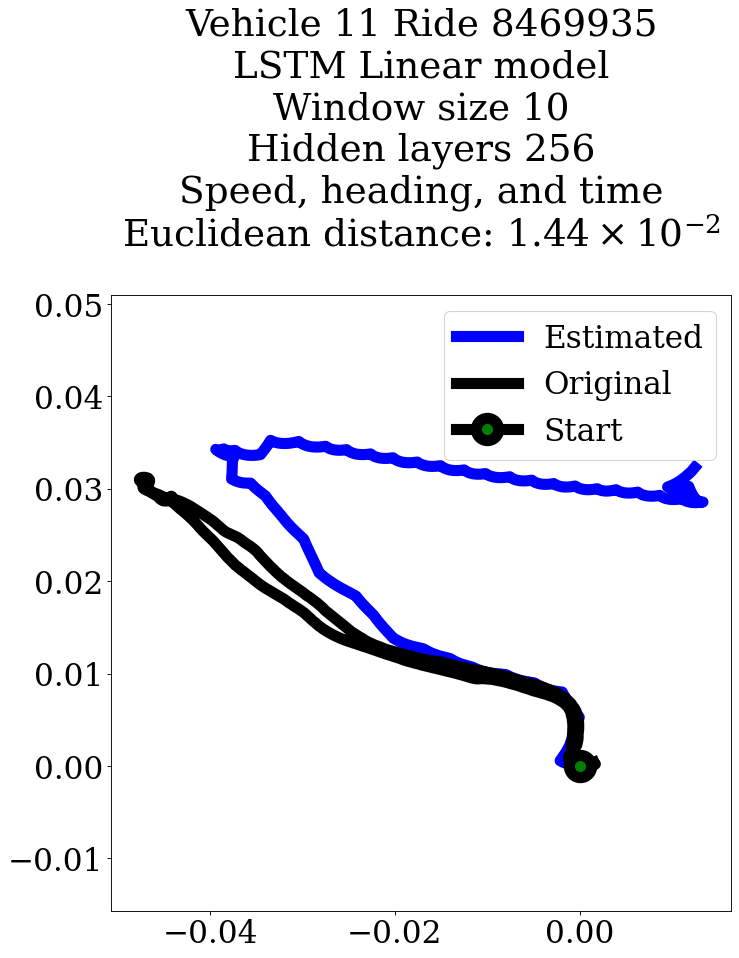 Vehicle 11 Ride 8469935
LSTM Linear model
Window size 10
Hidden layers 256
Speed, heading, and time
Euclidean distance: 1.44 × 10⁻²
0.05
Estimated
Original
Start
0.04
0.03
0.02
0.01
0.00
−0.01
−0.04 −0.02 0.00